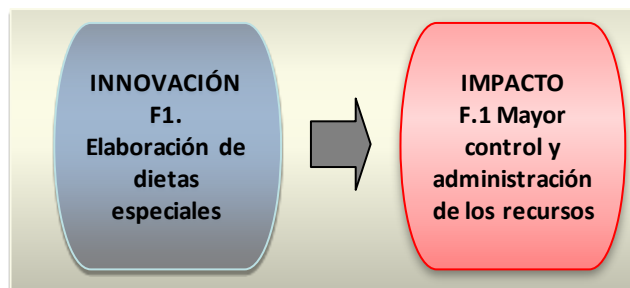 INNOVACIÓN
F1.
Elaboración de
dietas
especiales
IMPACTO
F.1 Mayor
control y
administración
de los recursos